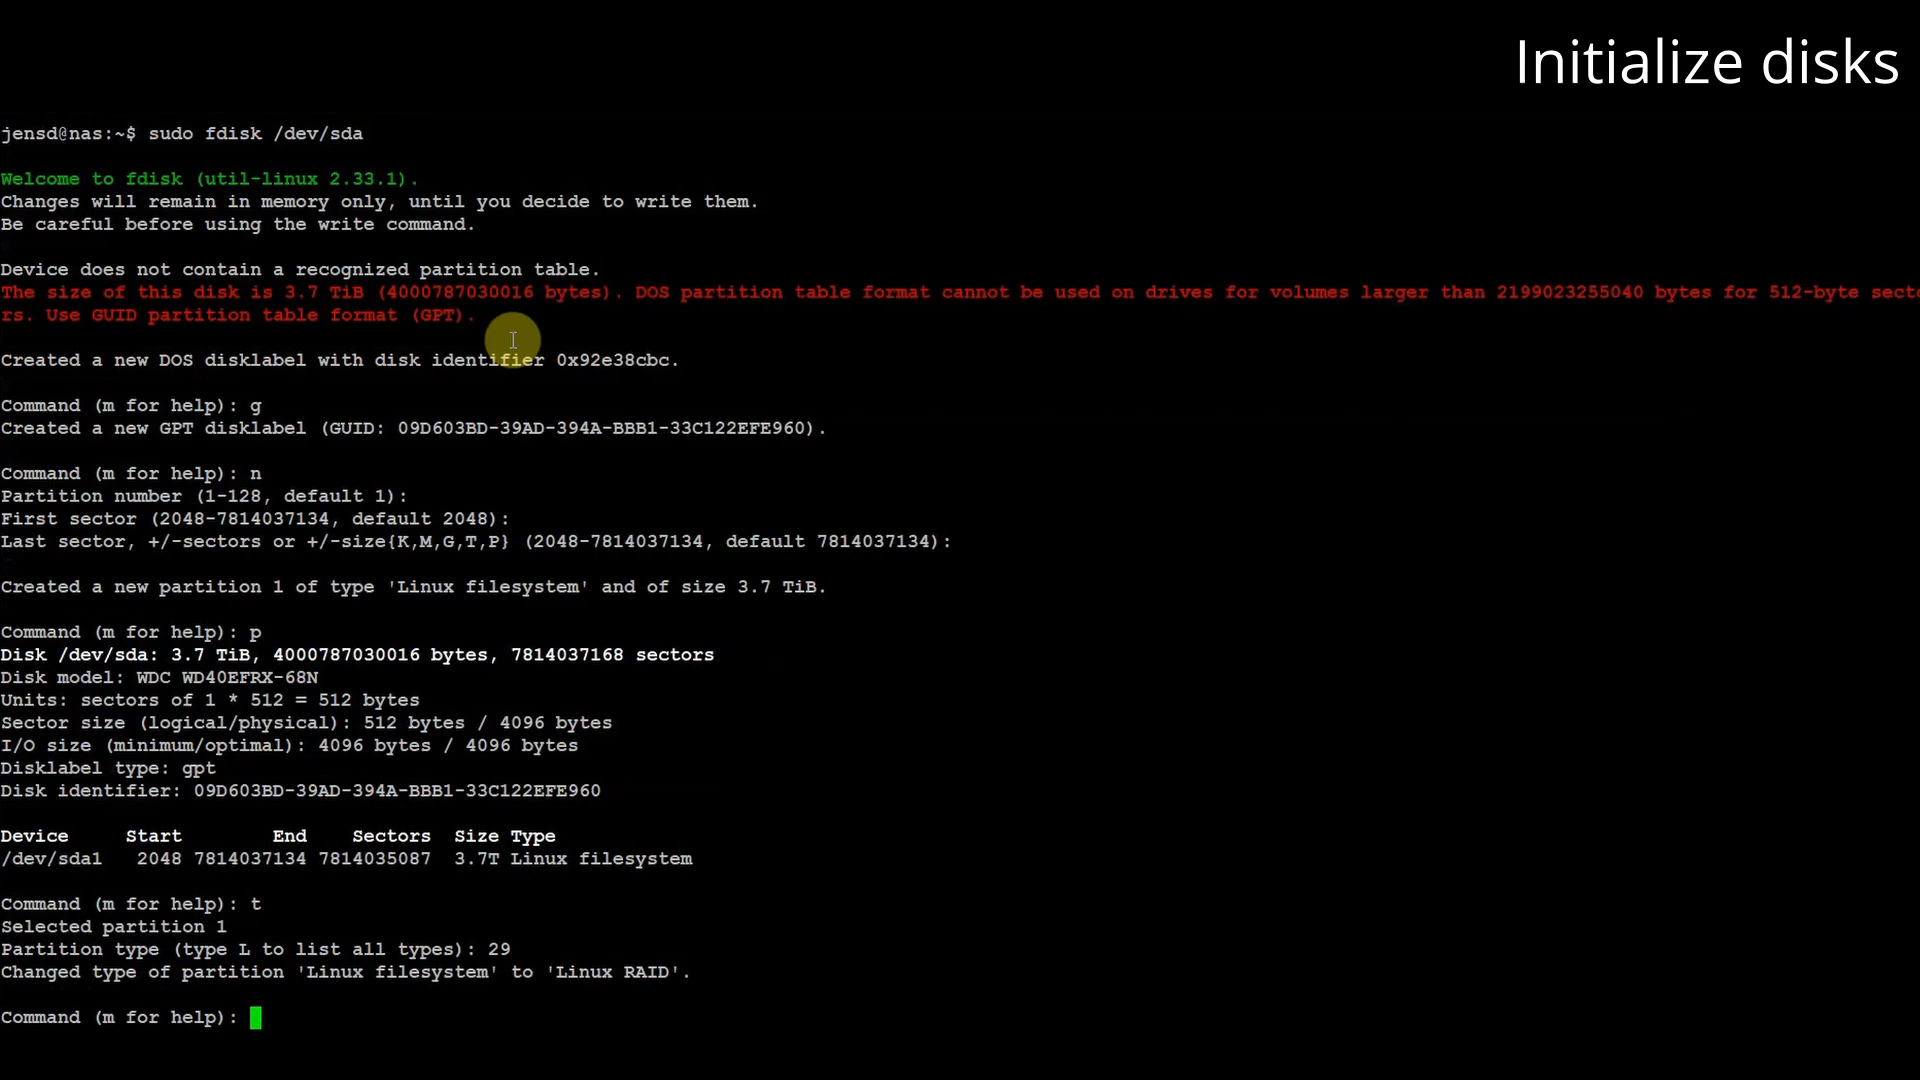 Initialize disks
jensd@nas:~$ sudo fdisk /dev/sda
Welcome to fdisk (util-linux 2.33.1).
Changes will remain in memory only, until you decide to write them.
Be careful before using the write command.
Device does not contain a recognized partition table.
The size of this disk is 3.7 TiB (4000787030016 bytes). DOS partition table format cannot be used on drives for volumes larger than 2199023255040 bytes for 512-byte secto
rs. Use GUID partition table format (GPT).
Created a new DOS disklabel with disk identifier 0x92e38cbc.
Command (m for help): g
Created a new GPT disklabel (GUID: 09D603BD-39AD-394A-BBB1-33C122EFE960).
Command (m for help): n
Partition number (1-128, default 1):
First sector (2048-7814037134, default 2048):
Last sector, +/-sectors or +/-size{K,M,G,T,P} (2048-7814037134, default 7814037134):
Created a new partition 1 of type 'Linux filesystem' and of size 3.7 TiB.
Command (m for help): p
Disk /dev/sda: 3.7 TiB, 4000787030016 bytes, 7814037168 sectors
Disk model: WDC WD40EFRX-68N
Units: sectors of 1 * 512 = 512 bytes
Sector size (logical/physical): 512 bytes / 4096 bytes
I/O size (minimum/optimal): 4096 bytes / 4096 bytes
Disklabel type: gpt
Disk identifier: 09D603BD-39AD-394A-BBB1-33C122EFE960
Device     Start        End    Sectors  Size Type
/dev/sda1   2048 7814037134 7814035087  3.7T Linux filesystem
Command (m for help): t
Selected partition 1
Partition type (type L to list all types): 29
Changed type of partition 'Linux filesystem' to 'Linux RAID'.
Command (m for help):